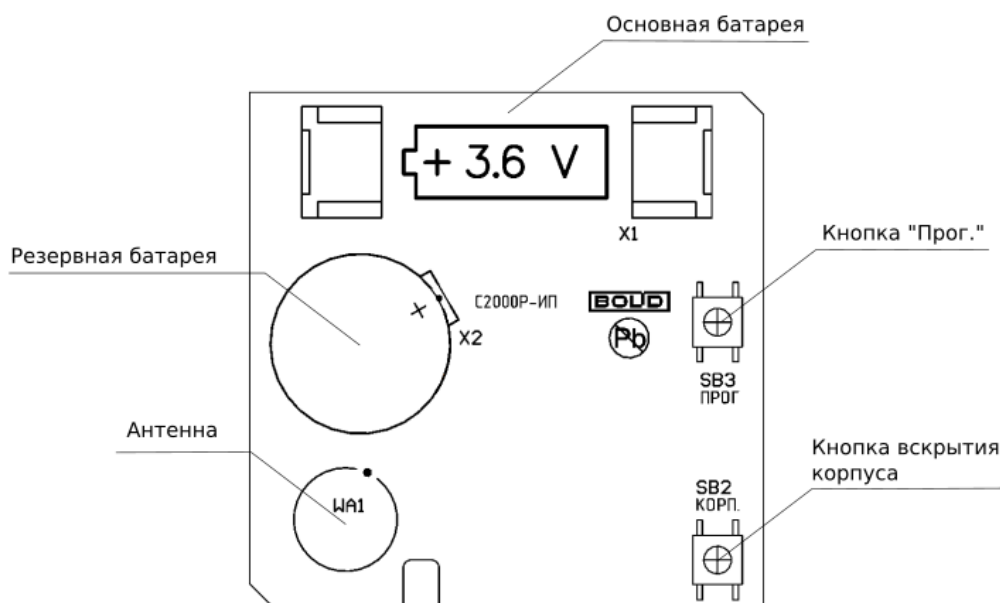 Основная батарея
+ 3.6 V
X1
Кнопка "Прог."
Резервная батарея
С2000Р-ИП
BOLID
Pb
X2
SB3
ПРОГ
Антенна
Кнопка вскрытия
корпуса
SB2
КОРП.
WA1